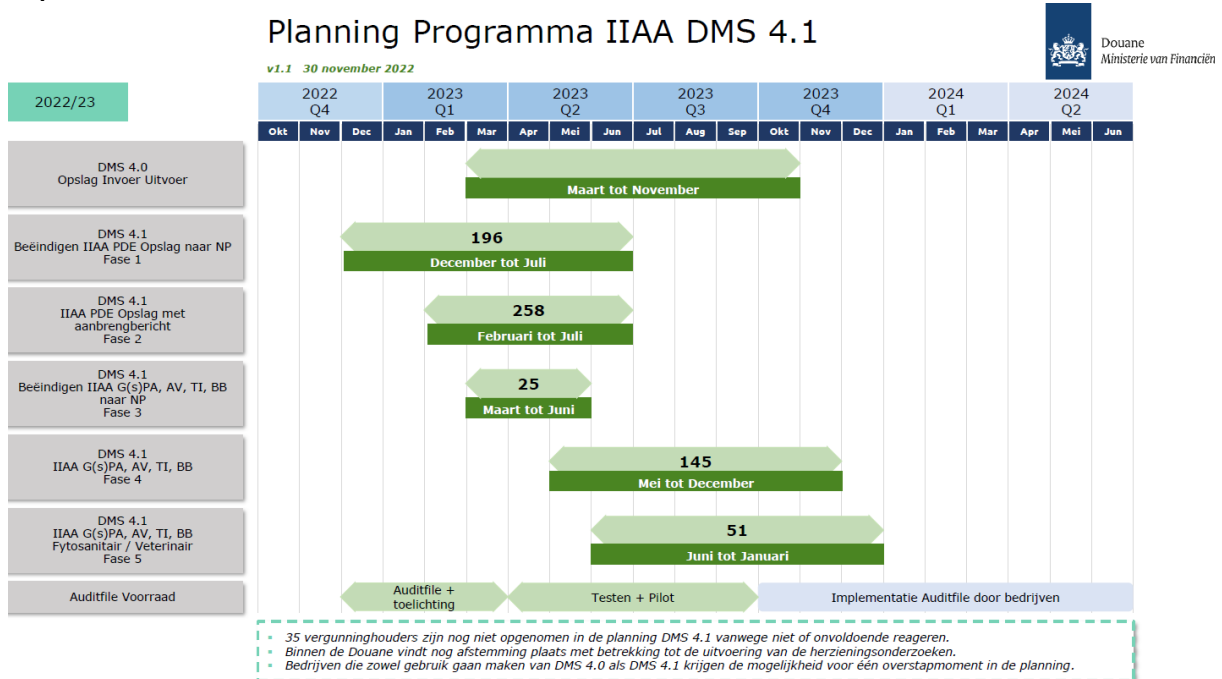 Planning Programma IIAA DMS 4.1
Douane
Ministerie van Financiën
v1.1 30 november 2022
2022/23
2022 Q4
2023 Q1
2023 Q2
2023 Q3
2023 Q4
2024 Q1
2024 Q2
Okt Nov Dec Jan Feb Mar Apr Mei Jun Jul Aug Sep Okt Nov Dec Jan Feb Mar Apr Mei Jun
DMS 4.0
Opslag Invoer Uitvoer
Maart tot November
DMS 4.1
Beëindigen IIAA PDE Opslag naar NP
Fase 1
196
December tot Juli
DMS 4.1
IIAA PDE Opslag met
aanbrengbericht
Fase 2
258
Februari tot Juli
DMS 4.1
Beëindigen IIAA G(s)PA, AV, TI, BB
naar NP
Fase 3
25
Maart tot Juni
DMS 4.1
IIAA G(s)PA, AV, TI, BB
Fase 4
145
Mei tot December
DMS 4.1
IIAA G(s)PA, AV, TI, BB
Fytosanitair / Veterinair
Fase 5
51
Juni tot Januari
Auditfile Voorraad
Auditfile +
toelichting
Testen + Pilot
Implementatie Auditfile door bedrijven
▪ 35 vergunninghouders zijn nog niet opgenomen in de planning DMS 4.1 vanwege niet of onvoldoende reageren.
▪ Binnen de Douane vindt nog afstemming plaats met betrekking tot de uitvoering van de herzieningsonderzoeken.
▪ Bedrijven die zowel gebruik gaan maken van DMS 4.0 als DMS 4.1 krijgen de mogelijkheid voor één overstapmoment in de planning.